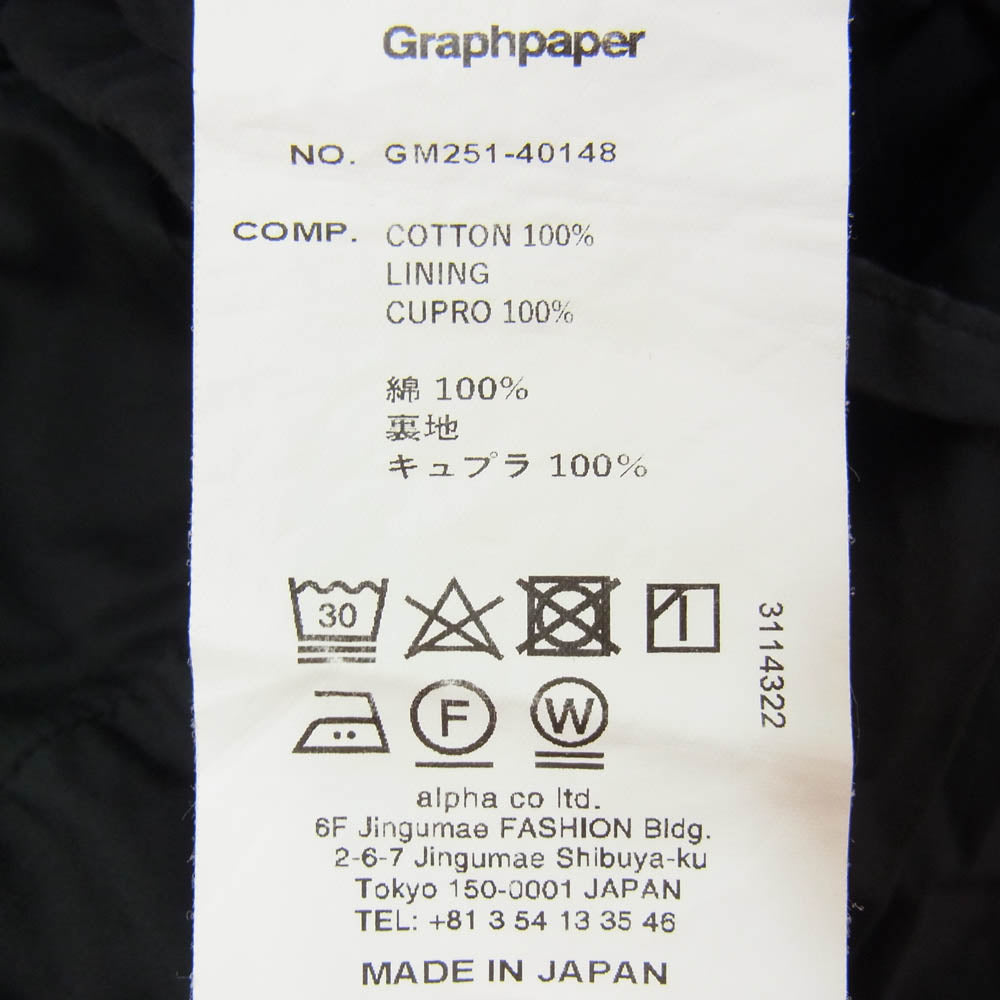 Graphpaper
NO. GM251-40148
COMP. COTTON 100%
LINING
CUPRO 100%
綿 100%
裏地
キュプラ 100%
30
3114322
F
W
alpha co ltd.
6F Jingumae FASHION Bldg.
2-6-7 Jingumae Shibuya-ku
Tokyo 150-0001 JAPAN
TEL: +81 3 54 13 35 46
MADE IN JAPAN